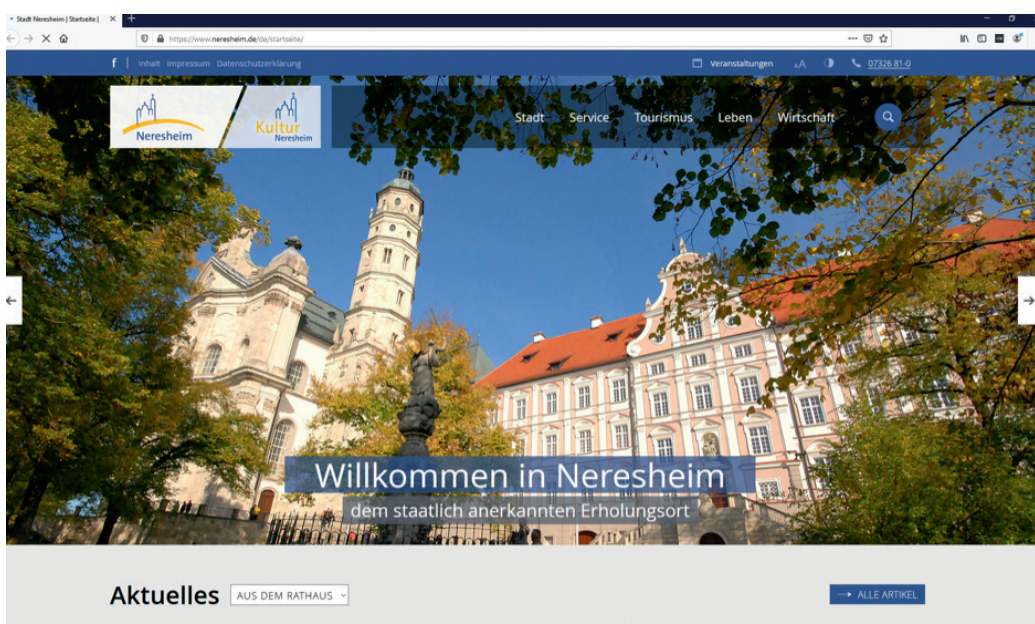 Stadt Neresheim | Startseite |
https://www.neresheim.de/de/startseite/
f | Inhalt Impressum Datenschutzerklärung
Veranstaltungen AA 07326 81-0
Neresheim
Kultur
Neresheim
Stadt Service Tourismus Leben Wirtschaft
Willkommen in Neresheim
dem staatlich anerkannten Erholungsort
Aktuelles AUS DEM RATHAUS
ALLE ARTIKEL